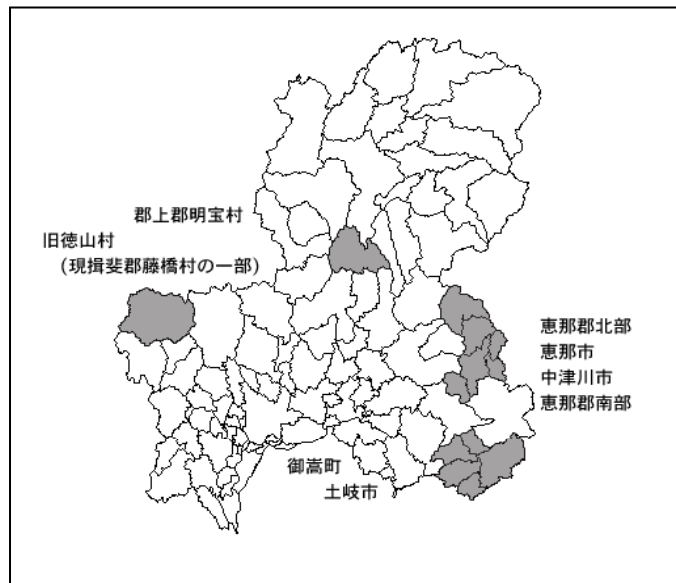 郡上郡明宝村
旧徳山村
（現揖斐郡藤橋村の一部）
恵那郡北部
恵那市
中津川市
恵那郡南部
御嵩町
土岐市